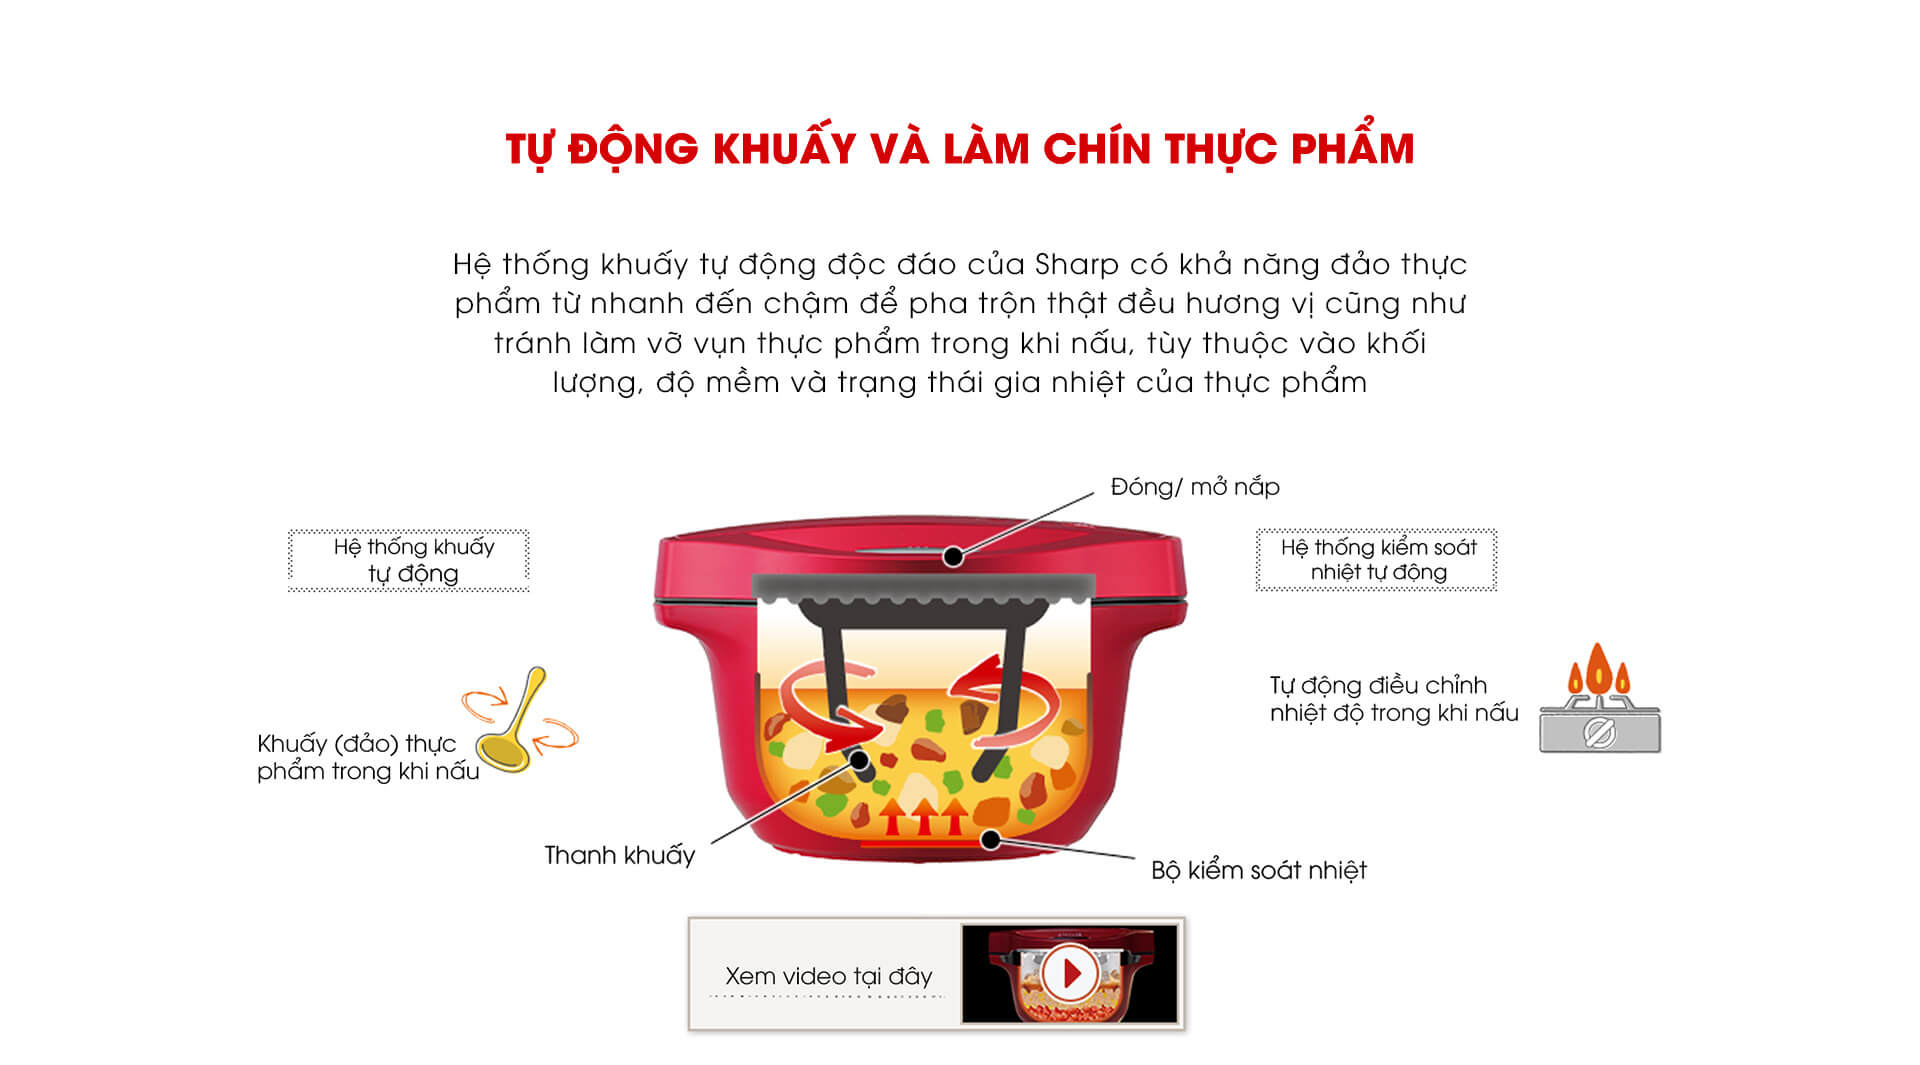 TỰ ĐỘNG KHUẤY VÀ LÀM CHÍN THỰC PHẨM
Hệ thống khuấy tự động độc đáo của Sharp có khả năng đảo thực
phẩm từ nhanh đến chậm để pha trộn thật đều hương vị cũng như
tránh làm vỡ vụn thực phẩm trong khi nấu, tùy thuộc vào khối
lượng, độ mềm và trạng thái gia nhiệt của thực phẩm
Đóng/ mở nắp
Hệ thống khuấy
tự động
Hệ thống kiểm soát
nhiệt tự động
Tự động điều chỉnh
nhiệt độ trong khi nấu
Khuấy (đảo) thực
phẩm trong khi nấu
Thanh khuấy
Bộ kiểm soát nhiệt
Xem video tại đây